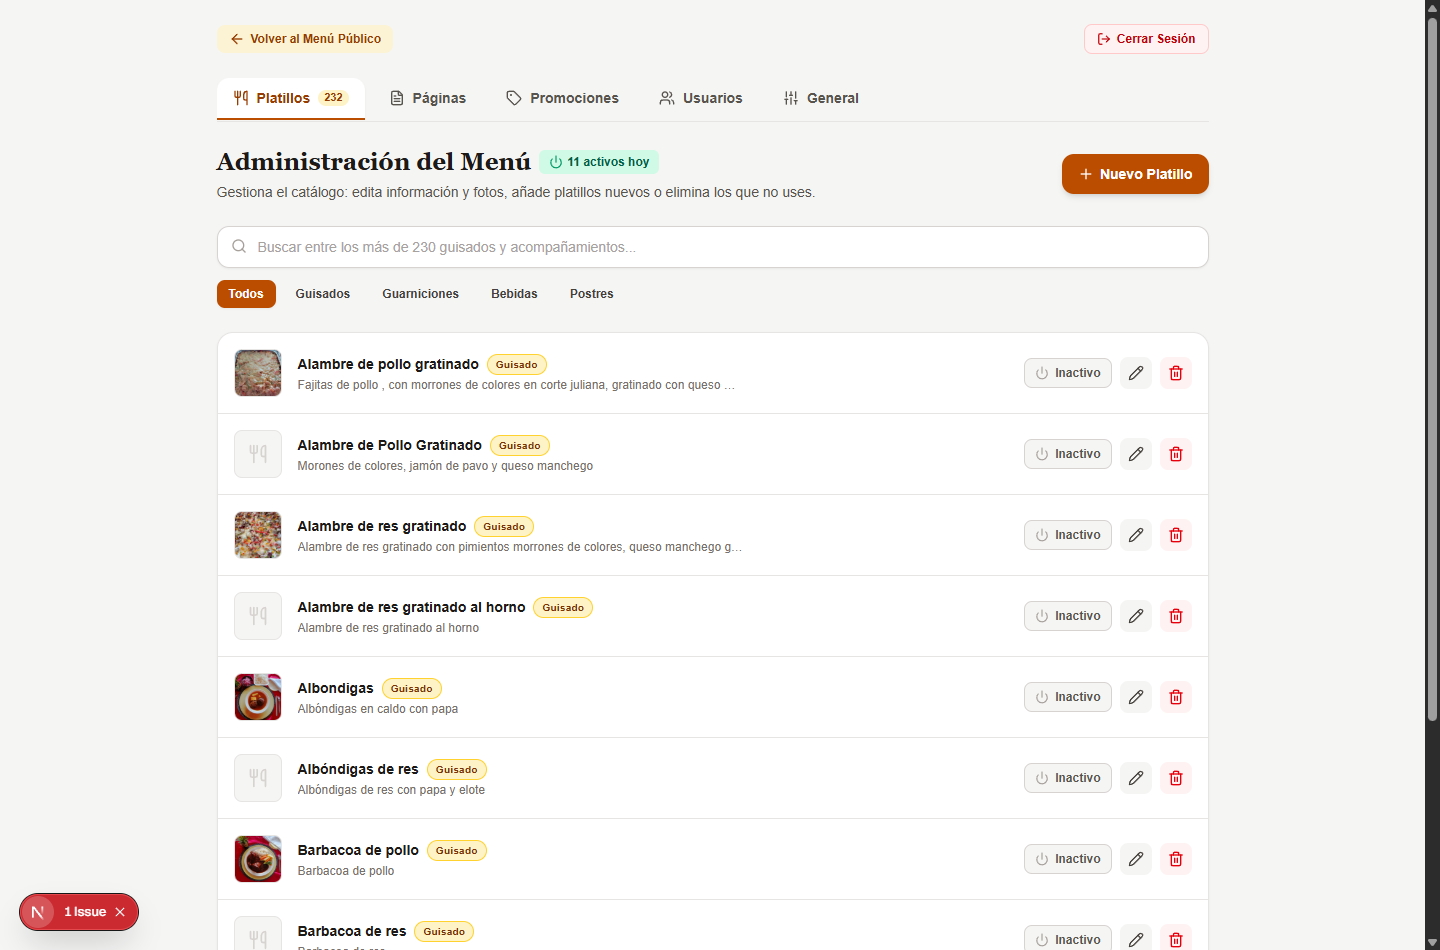 Volver al Menú Público
Cerrar Sesión
Platillos 232 Páginas Promociones Usuarios General
Administración del Menú 11 activos hoy
Gestiona el catálogo: edita información y fotos, añade platillos nuevos o elimina los que no uses.
Nuevo Platillo
Buscar entre los más de 230 guisados y acompañamientos...
Todos Guisados Guarniciones Bebidas Postres
Alambre de pollo gratinado Guisado
Fajitas de pollo , con morrones de colores en corte juliana, gratinado con queso …
Inactivo
Alambre de Pollo Gratinado Guisado
Morones de colores, jamón de pavo y queso manchego
Inactivo
Alambre de res gratinado Guisado
Alambre de res gratinado con pimientos morrones de colores, queso manchego g…
Inactivo
Alambre de res gratinado al horno Guisado
Alambre de res gratinado al horno
Inactivo
Albondigas Guisado
Albóndigas en caldo con papa
Inactivo
Albóndigas de res Guisado
Albóndigas de res con papa y elote
Inactivo
Barbacoa de pollo Guisado
Barbacoa de pollo
Inactivo
Barbacoa de res Guisado
Inactivo
N 1 Issue